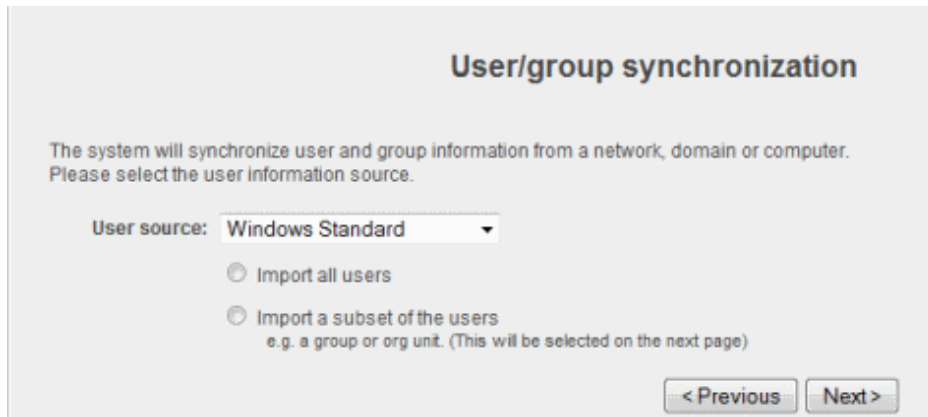 User/group synchronization
The system will synchronize user and group information from a network, domain or computer.
Please select the user information source.
User source: Windows Standard
Import all users
Import a subset of the users
e.g. a group or org unit. (This will be selected on the next page)
< Previous Next >